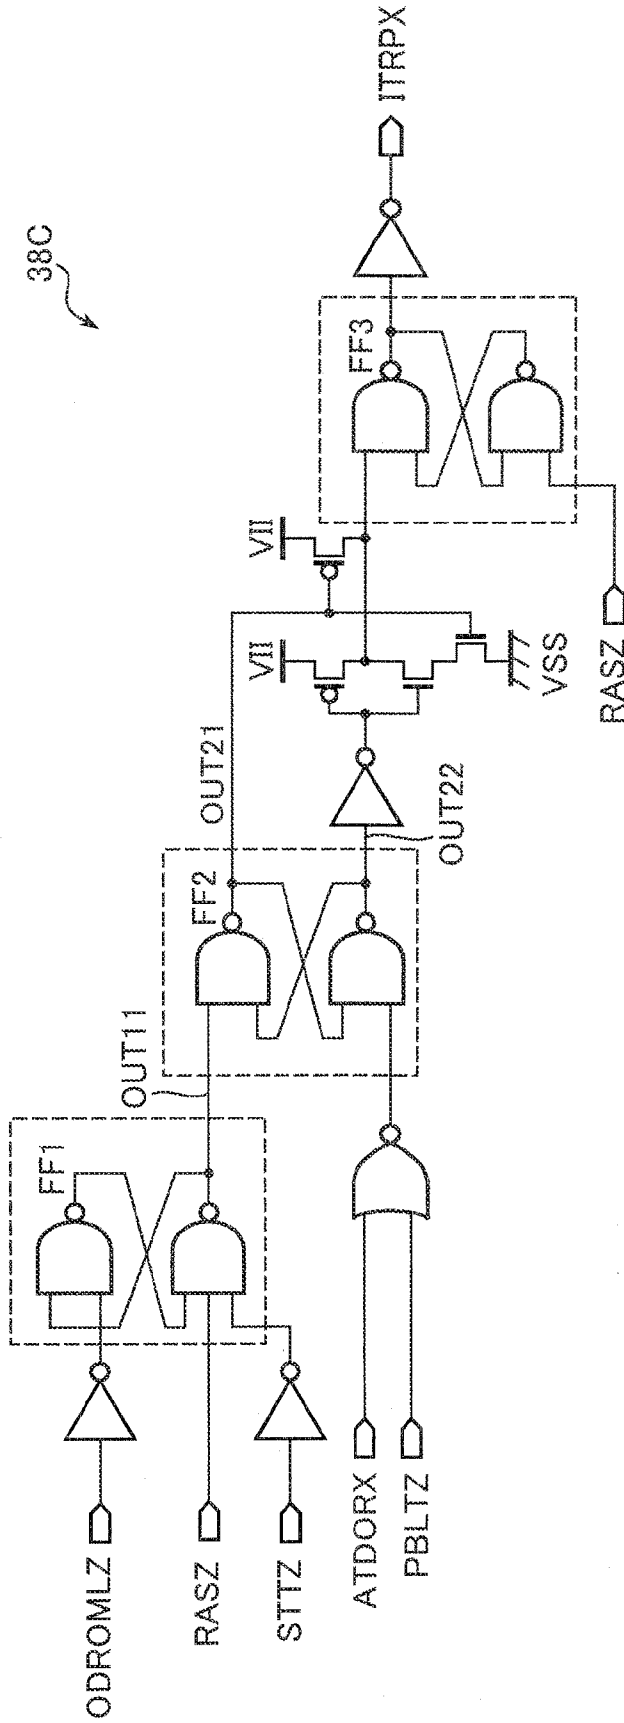 38C
ODROMLZ
RASZ
STTZ
ATDORX
PBLTZ
FF1
OUT11
FF2
OUT21
OUT22
VII
VII
VSS
FF3
RASZ
ITRPX